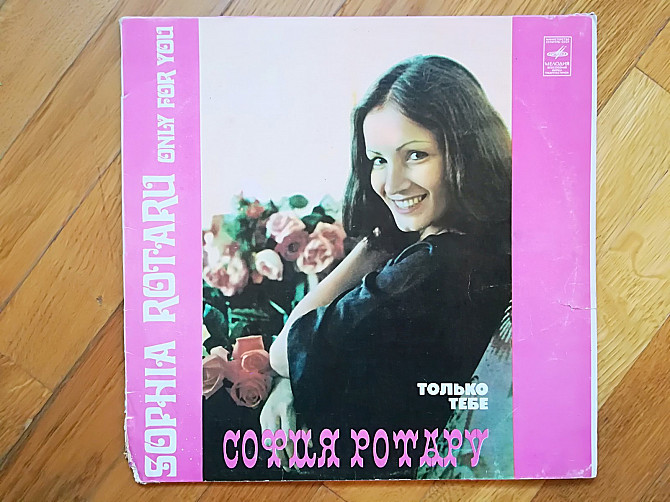 SOPHIA ROTARU ONLY FOR YOU
МЕЛОДИЯ
ТОЛЬКО
ТЕБЕ
СОФИЯ РОТАРУ